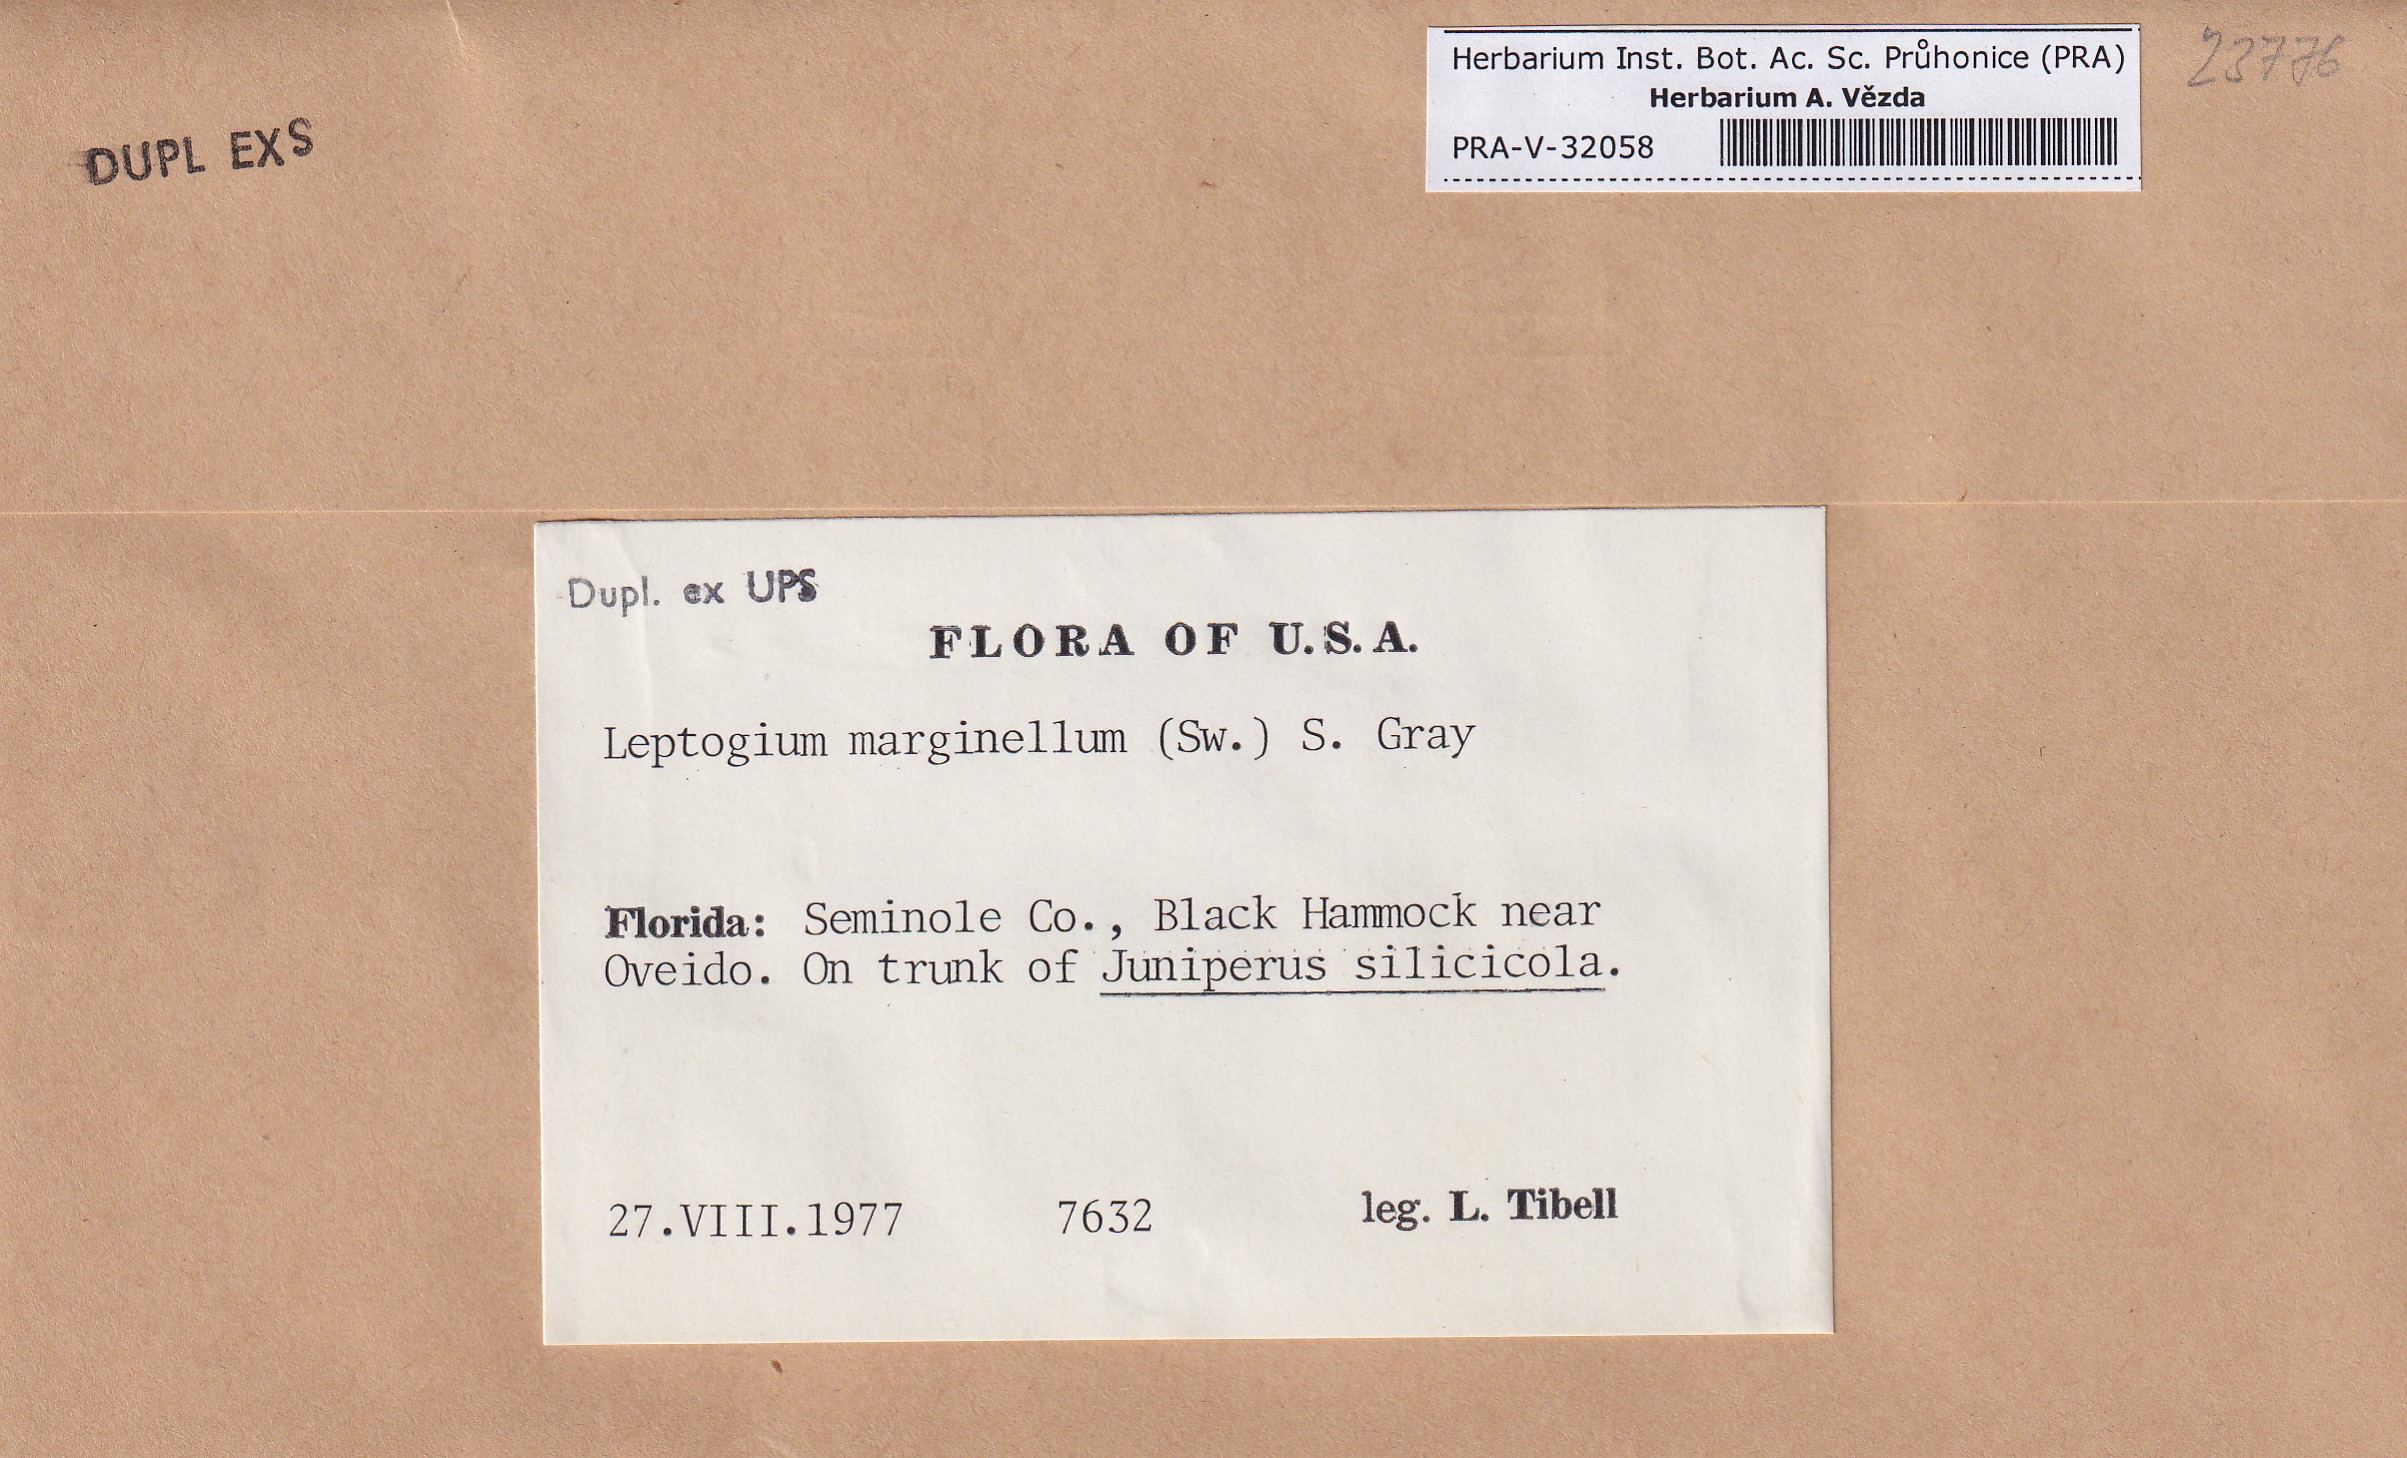 Herbarium Inst. Bot. Ac. Sc. Průhonice (PRA)
Herbarium A. Vězda
PRA-V-32058
23776
DUPL EXS
Dupl. ex UPS
FLORA OF U.S.A.
Leptogium marginellum (Sw.) S. Gray
Florida: Seminole Co., Black Hammock near
Oveido. On trunk of Juniperus silicicola.
27.VIII.1977 7632 leg. L. Tibell